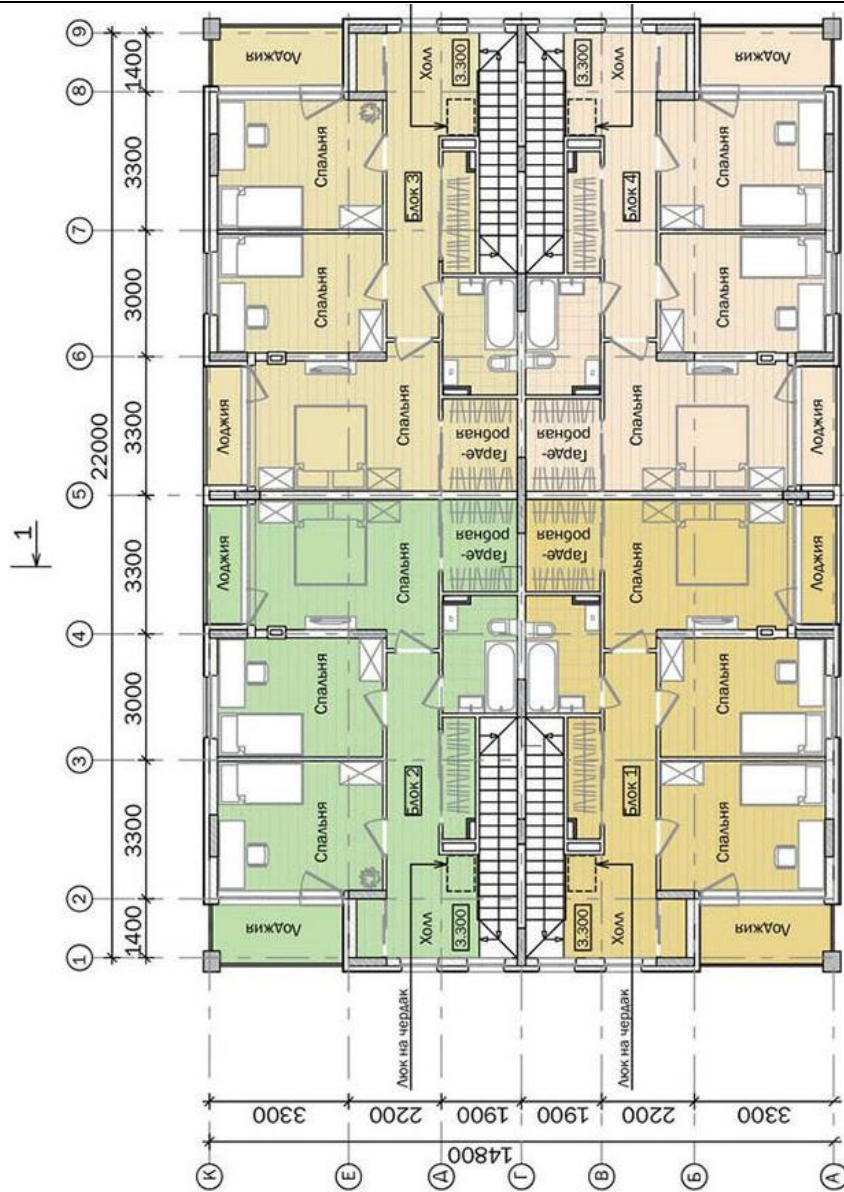 1
22000
1400
3300
3000
3300
3300
3000
3300
1400
1
2
3
4
5
6
7
8
9
Лоджия
Лоджия
Лоджия
Лоджия
Спальня
Спальня
Спальня
Спальня
Спальня
Спальня
Холл
Блок 2
Блок 3
Холл
3.300
3.300
Гарде-
робная
Гарде-
робная
Гарде-
робная
Гарде-
робная
3.300
3.300
Холл
Блок 1
Блок 4
Холл
Спальня
Спальня
Спальня
Спальня
Спальня
Спальня
Лоджия
Лоджия
Лоджия
Лоджия
Люк на чердак
Люк на чердак
3300
2200
1900
1900
2200
3300
14800
К
Е
Д
Г
В
Б
А